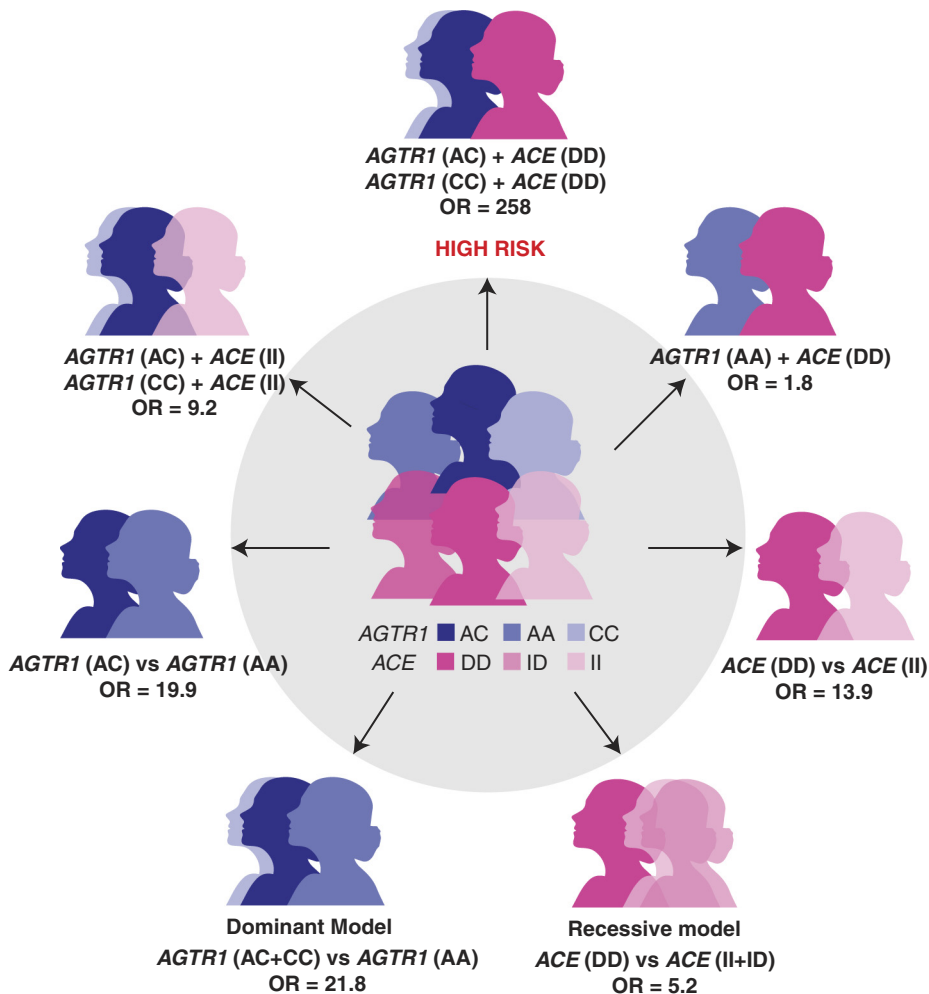 AGTR1 (AC) + ACE (DD)
AGTR1 (CC) + ACE (DD)
OR = 258
HIGH RISK
AGTR1 (AC) + ACE (II)
AGTR1 (CC) + ACE (II)
OR = 9.2
AGTR1 (AA) + ACE (DD)
OR = 1.8
AGTR1 AC AA CC
ACE DD ID II
AGTR1 (AC) vs AGTR1 (AA)
OR = 19.9
ACE (DD) vs ACE (II)
OR = 13.9
Dominant Model
AGTR1 (AC+CC) vs AGTR1 (AA)
OR = 21.8
Recessive model
ACE (DD) vs ACE (II+ID)
OR = 5.2